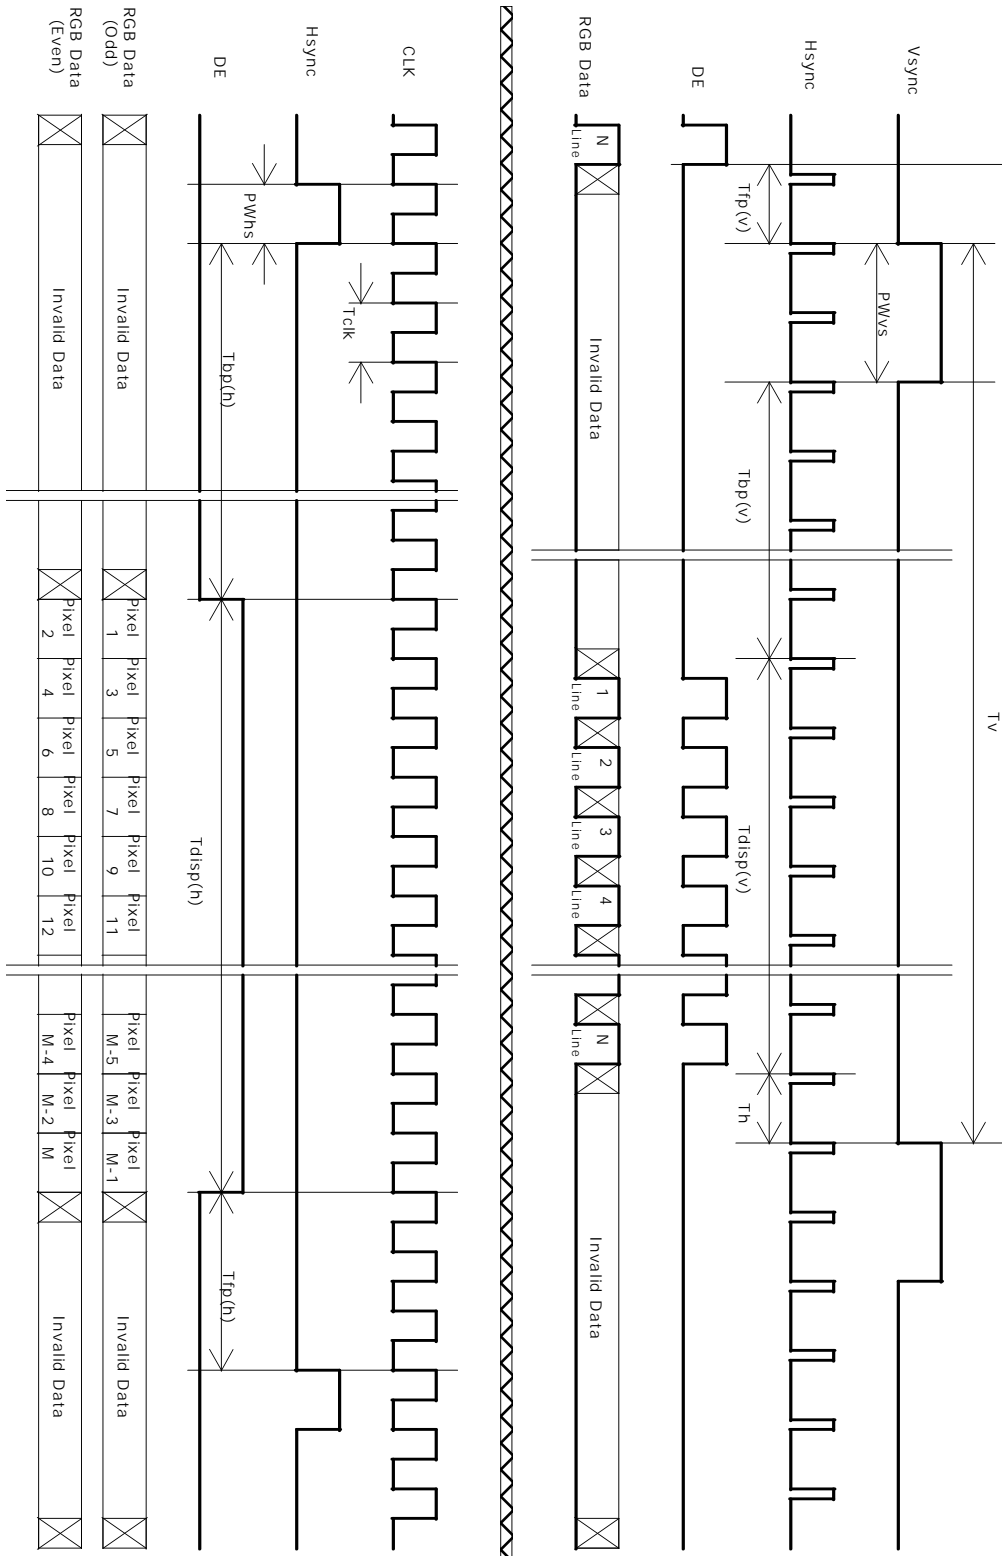 Vsync
Tv
PWvs
Hsync
Tfp(v)
Tbp(v)
Tdisp(v)
Th
DE
RGB Data
Line N
Invalid Data
Line 1
Line 2
Line 3
Line 4
Line N
Invalid Data
CLK
Tclk
Hsync
PWhs
DE
Tbp(h)
Tdisp(h)
Tfp(h)
RGB Data
(Odd)
Invalid Data
Pixel 1
Pixel 3
Pixel 5
Pixel 7
Pixel 9
Pixel 11
Pixel M-5
Pixel M-3
Pixel M-1
Invalid Data
RGB Data
(Even)
Invalid Data
Pixel 2
Pixel 4
Pixel 6
Pixel 8
Pixel 10
Pixel 12
Pixel M-4
Pixel M-2
Pixel M
Invalid Data